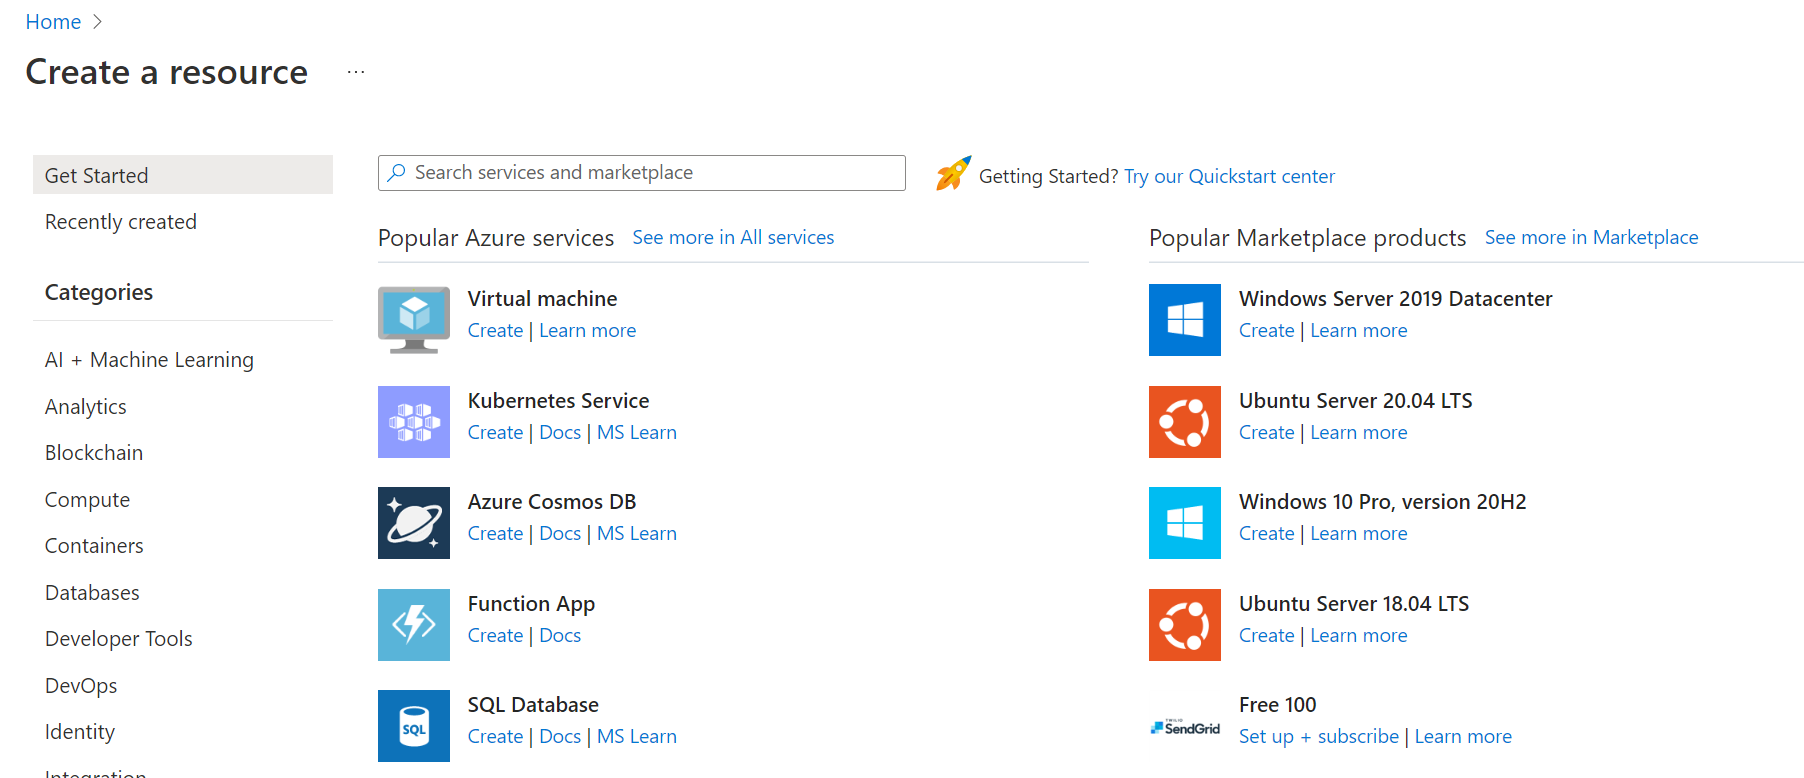 Home >
Create a resource ...
Get Started
Recently created
Categories
AI + Machine Learning
Analytics
Blockchain
Compute
Containers
Databases
Developer Tools
DevOps
Identity
Integration
Search services and marketplace
Getting Started? Try our Quickstart center
Popular Azure services See more in All services
Virtual machine
Create | Learn more
Kubernetes Service
Create | Docs | MS Learn
Azure Cosmos DB
Create | Docs | MS Learn
Function App
Create | Docs
SQL
SQL Database
Create | Docs | MS Learn
Popular Marketplace products See more in Marketplace
Windows Server 2019 Datacenter
Create | Learn more
Ubuntu Server 20.04 LTS
Create | Learn more
Windows 10 Pro, version 20H2
Create | Learn more
Ubuntu Server 18.04 LTS
Create | Learn more
TWILIO
SendGrid
Free 100
Set up + subscribe | Learn more